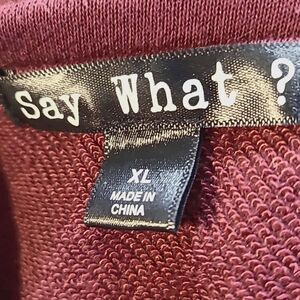 Say What ?
XL
MADE IN
CHINA